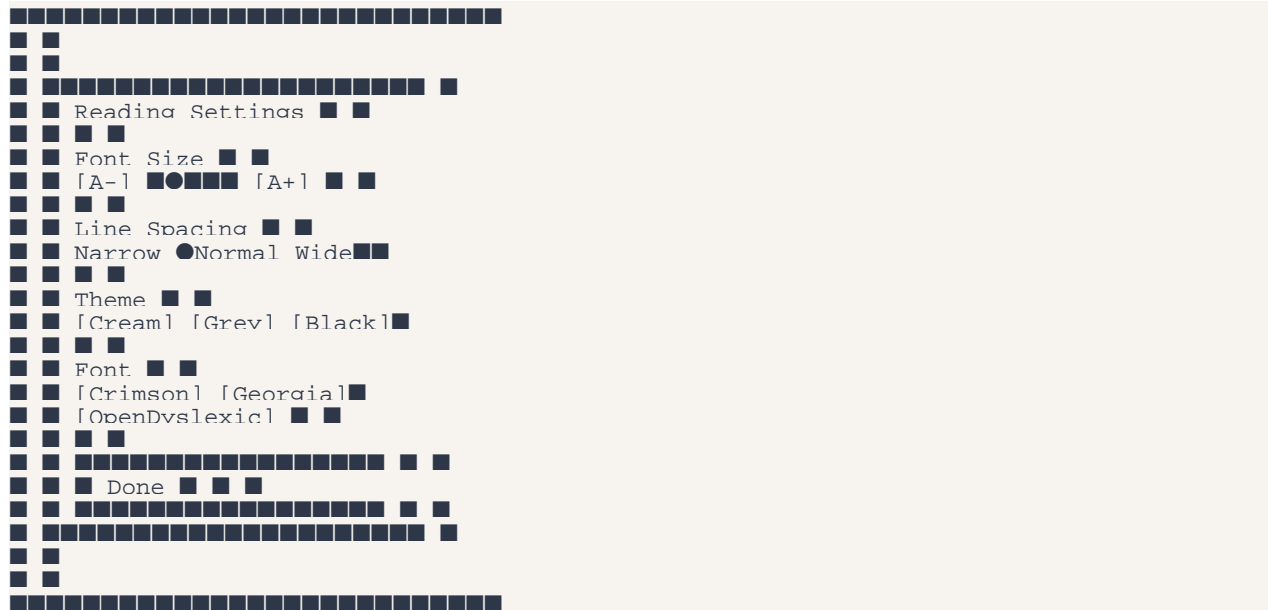 ■■■■■■■■■■■■■■■■■■■■■■■■■■■
■ ■
■ ■
■ ■■■■■■■■■■■■■■■■■■■■■ ■
■ ■ Reading Settings ■ ■
■ ■ ■ ■
■ ■ Font Size ■ ■
■ ■ [A-] ■●■■■ [A+] ■ ■
■ ■ ■ ■
■ ■ Line Spacing ■ ■
■ ■ Narrow ●Normal Wide■■
■ ■ ■ ■
■ ■ Theme ■ ■
■ ■ [Cream] [Grey] [Black]■
■ ■ ■ ■
■ ■ Font ■ ■
■ ■ [Crimson] [Georgia]■
■ ■ [OpenDyslexic] ■ ■
■ ■ ■ ■
■ ■ ■■■■■■■■■■■■■■■■■ ■ ■
■ ■ ■ Done ■ ■ ■
■ ■ ■■■■■■■■■■■■■■■■■ ■ ■
■ ■■■■■■■■■■■■■■■■■■■■■ ■
■ ■
■ ■
■■■■■■■■■■■■■■■■■■■■■■■■■■■